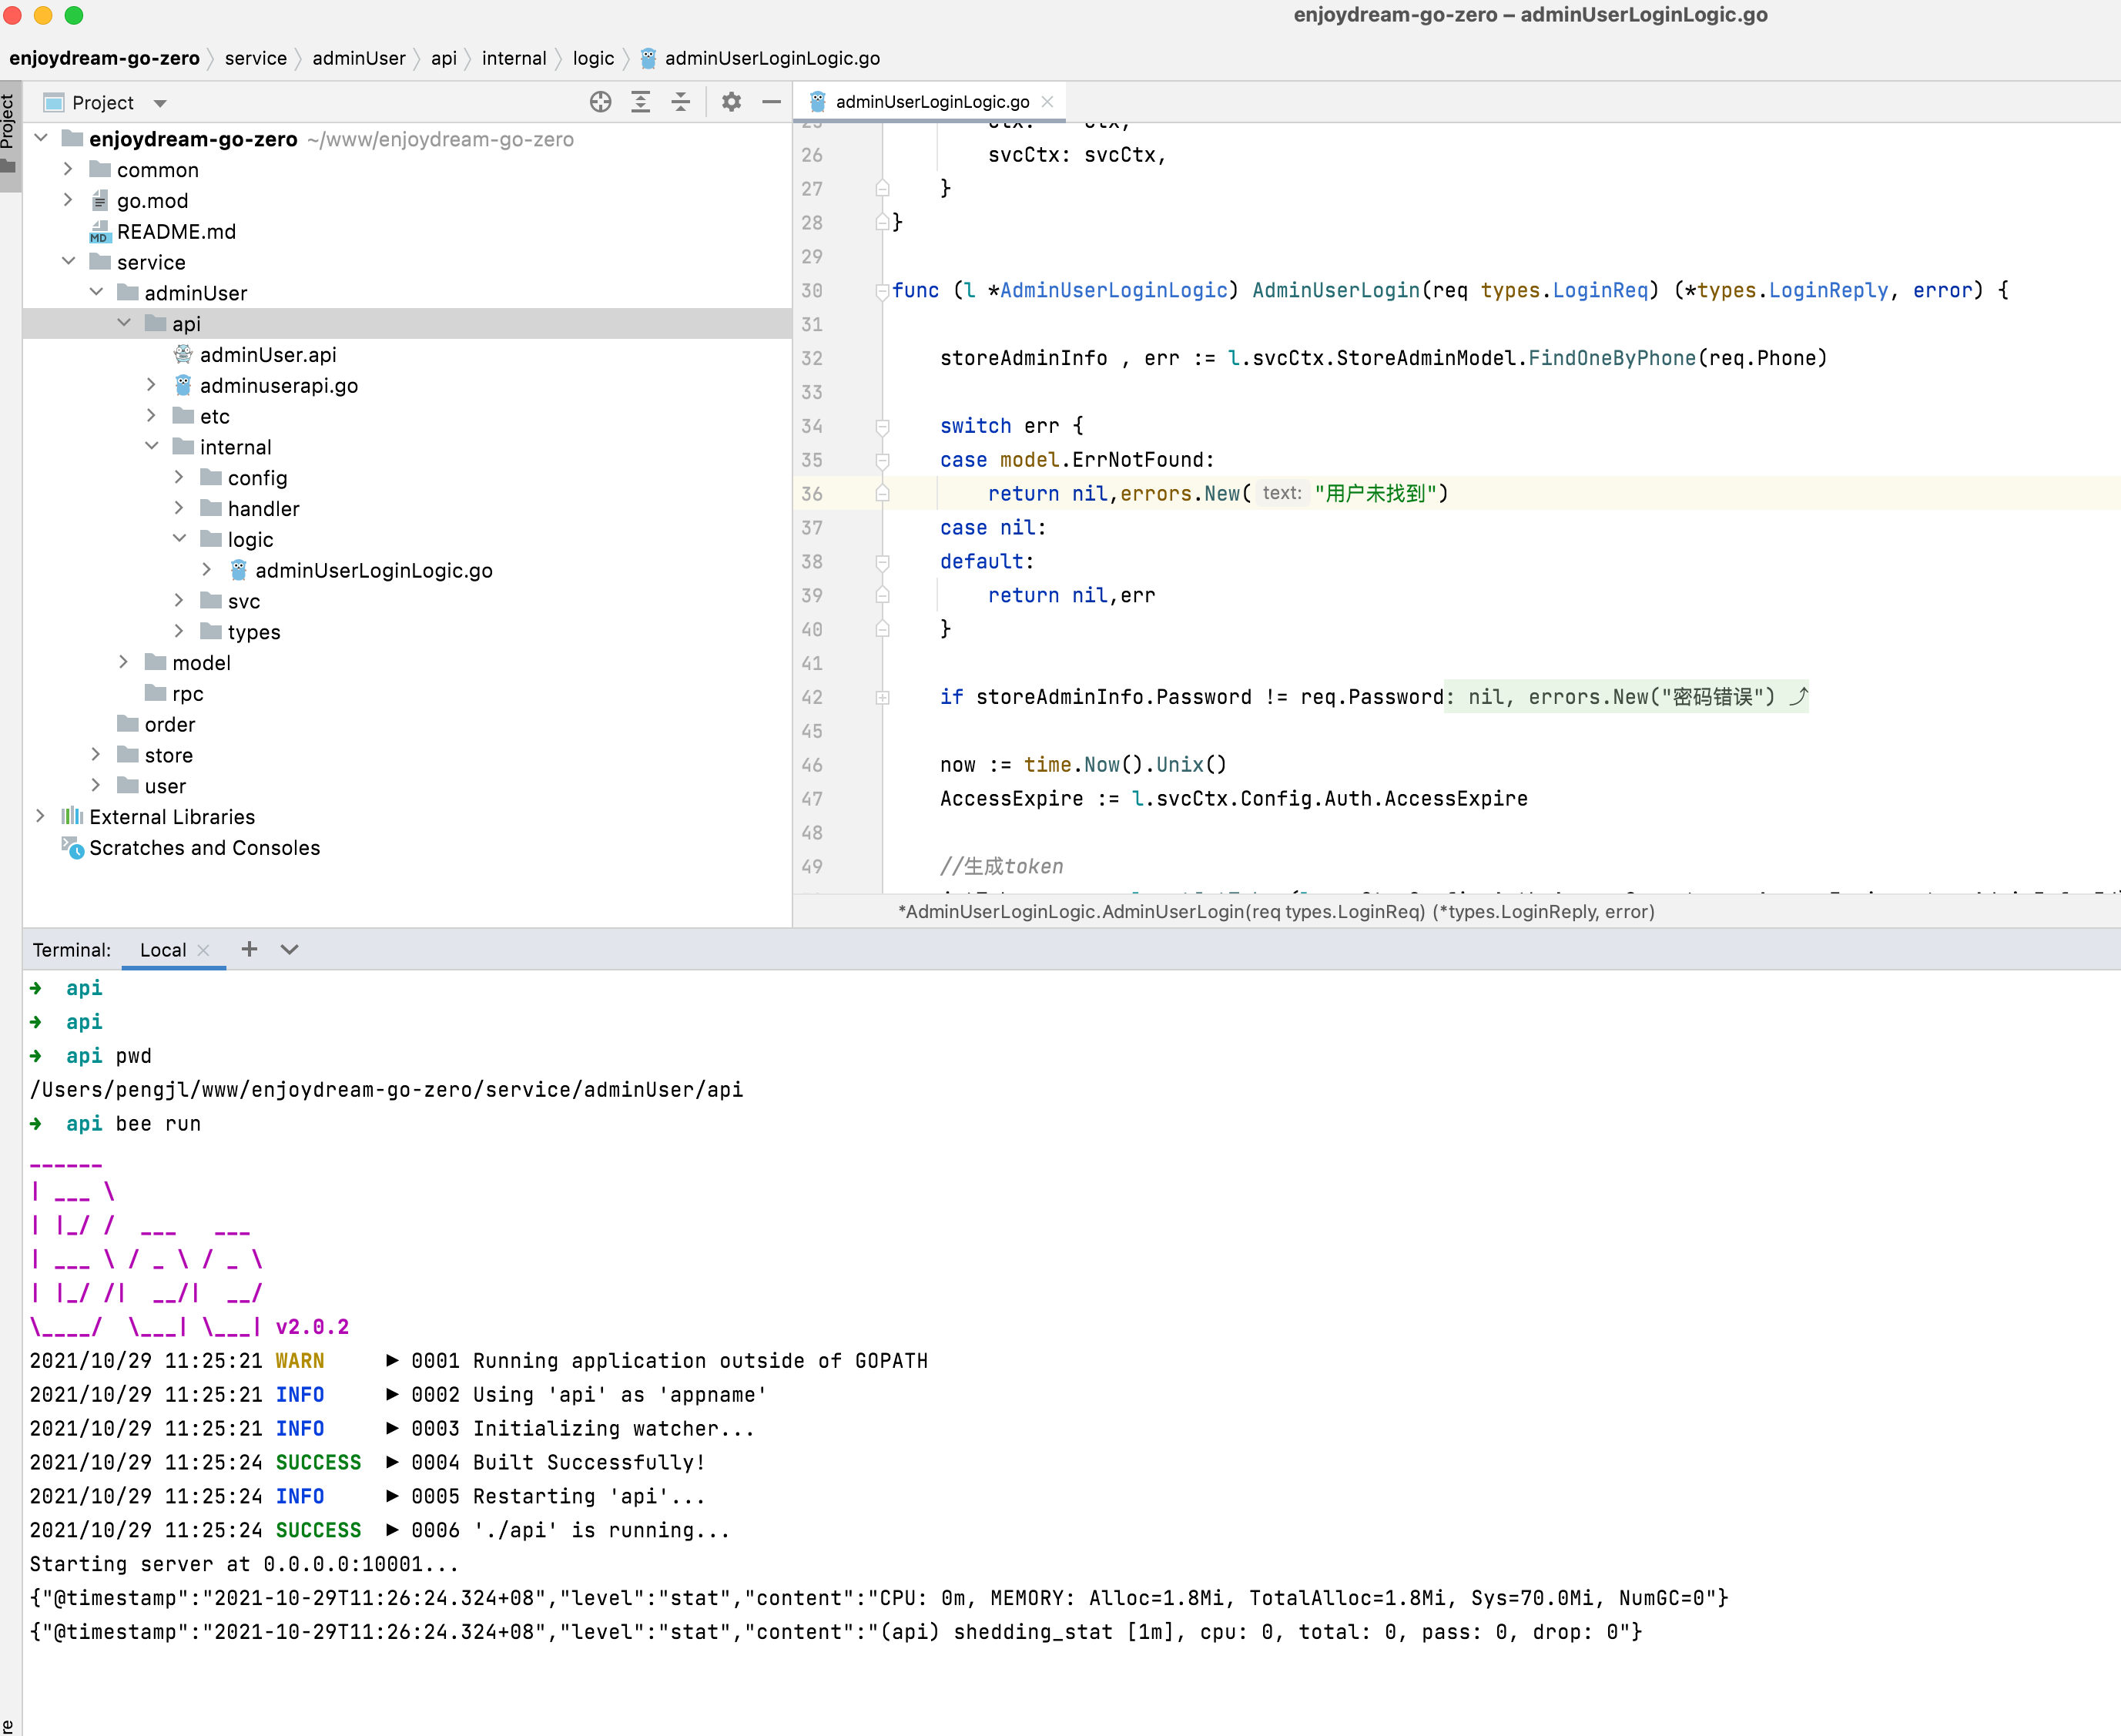 enjoydream-go-zero – adminUserLoginLogic.go
enjoydream-go-zero service adminUser api internal logic adminUserLoginLogic.go
Project
Project
enjoydream-go-zero ~/www/enjoydream-go-zero
common
go.mod
README.md
service
adminUser
api
adminUser.api
adminuserapi.go
etc
internal
config
handler
logic
adminUserLoginLogic.go
svc
types
model
rpc
order
store
user
External Libraries
Scratches and Consoles
adminUserLoginLogic.go
26 svcCtx: svcCtx,
27 }
28 }
29
30 func (l *AdminUserLoginLogic) AdminUserLogin(req types.LoginReq) (*types.LoginReply, error) {
31
32 storeAdminInfo , err := l.svcCtx.StoreAdminModel.FindOneByPhone(req.Phone)
33
34 switch err {
35 case model.ErrNotFound:
36 return nil,errors.New( text: "用户未找到")
37 case nil:
38 default:
39 return nil,err
40 }
41
42 if storeAdminInfo.Password != req.Password: nil, errors.New("密码错误") ⤴
45
46 now := time.Now().Unix()
47 AccessExpire := l.svcCtx.Config.Auth.AccessExpire
48
49 //生成token
*AdminUserLoginLogic.AdminUserLogin(req types.LoginReq) (*types.LoginReply, error)
Terminal: Local
➜ api
➜ api
➜ api pwd
/Users/pengjl/www/enjoydream-go-zero/service/adminUser/api
➜ api bee run
______
| ___ \
| |_/ /  ___   ___
| ___ \ / _ \ / _ \
| |_/ /|  __/|  __/
\____/  \___| \___| v2.0.2
2021/10/29 11:25:21 WARN ▶ 0001 Running application outside of GOPATH
2021/10/29 11:25:21 INFO ▶ 0002 Using 'api' as 'appname'
2021/10/29 11:25:21 INFO ▶ 0003 Initializing watcher...
2021/10/29 11:25:24 SUCCESS ▶ 0004 Built Successfully!
2021/10/29 11:25:24 INFO ▶ 0005 Restarting 'api'...
2021/10/29 11:25:24 SUCCESS ▶ 0006 './api' is running...
Starting server at 0.0.0.0:10001...
{"@timestamp":"2021-10-29T11:26:24.324+08","level":"stat","content":"CPU: 0m, MEMORY: Alloc=1.8Mi, TotalAlloc=1.8Mi, Sys=70.0Mi, NumGC=0"}
{"@timestamp":"2021-10-29T11:26:24.324+08","level":"stat","content":"(api) shedding_stat [1m], cpu: 0, total: 0, pass: 0, drop: 0"}
re